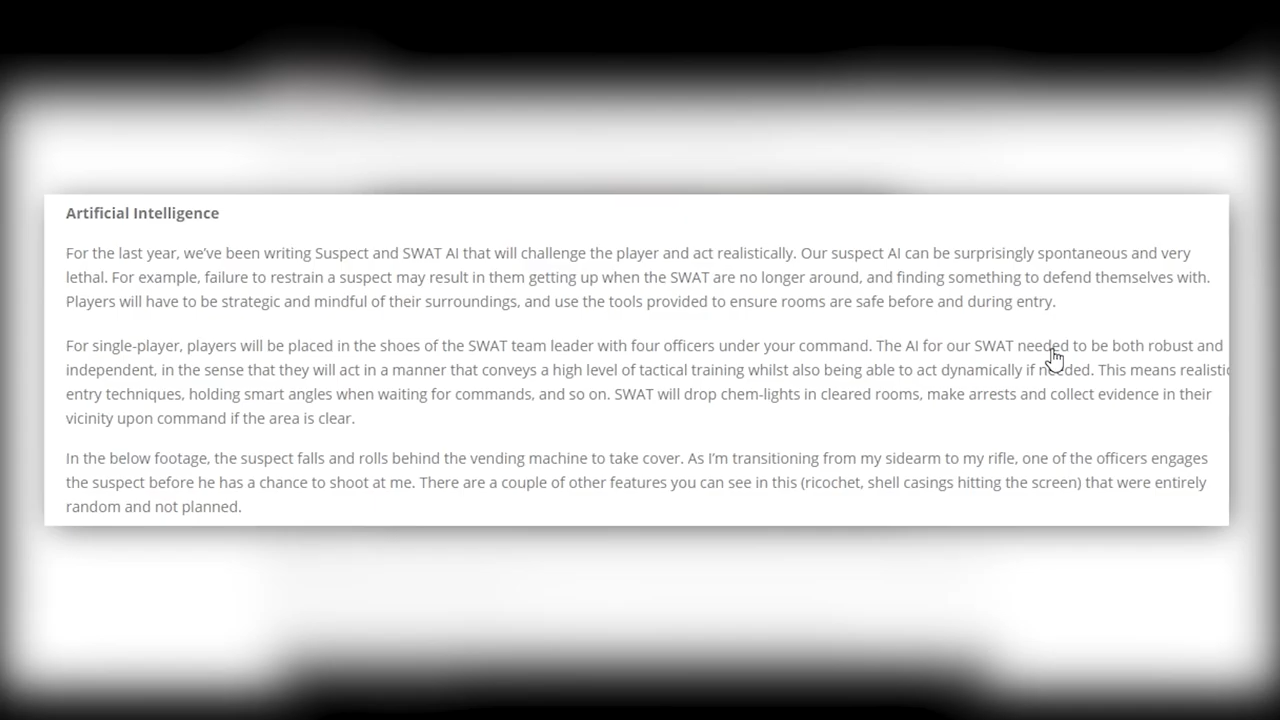 Artificial Intelligence
For the last year, we've been writing Suspect and SWAT AI that will challenge the player and act realistically. Our suspect AI can be surprisingly spontaneous and very
lethal. For example, failure to restrain a suspect may result in them getting up when the SWAT are no longer around, and finding something to defend themselves with.
Players will have to be strategic and mindful of their surroundings, and use the tools provided to ensure rooms are safe before and during entry.
For single-player, players will be placed in the shoes of the SWAT team leader with four officers under your command. The AI for our SWAT needed to be both robust and
independent, in the sense that they will act in a manner that conveys a high level of tactical training whilst also being able to act dynamically if needed. This means realistic
entry techniques, holding smart angles when waiting for commands, and so on. SWAT will drop chem-lights in cleared rooms, make arrests and collect evidence in their
vicinity upon command if the area is clear.
In the below footage, the suspect falls and rolls behind the vending machine to take cover. As I'm transitioning from my sidearm to my rifle, one of the officers engages
the suspect before he has a chance to shoot at me. There are a couple of other features you can see in this (ricochet, shell casings hitting the screen) that were entirely
random and not planned.